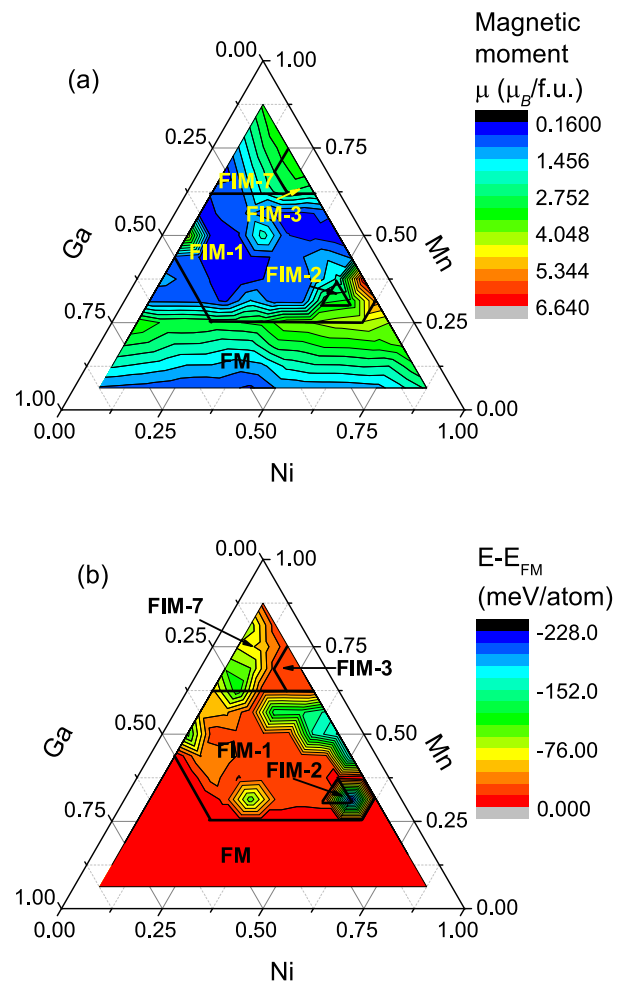 (a)
0.00
1.00
0.25
0.75
0.50
0.50
0.75
0.25
1.00
0.00
0.00
0.25
0.50
0.75
1.00
Ga
Mn
Ni
FIM-7
FIM-3
FIM-1
FIM-2
FM
Magnetic
moment
μ (μB/f.u.)
0.1600
1.456
2.752
4.048
5.344
6.640
(b)
0.00
1.00
0.25
0.75
0.50
0.50
0.75
0.25
1.00
0.00
0.00
0.25
0.50
0.75
1.00
Ga
Mn
Ni
FIM-7
FIM-3
FIM-1
FIM-2
FM
E-EFM
(meV/atom)
-228.0
-152.0
-76.00
0.000